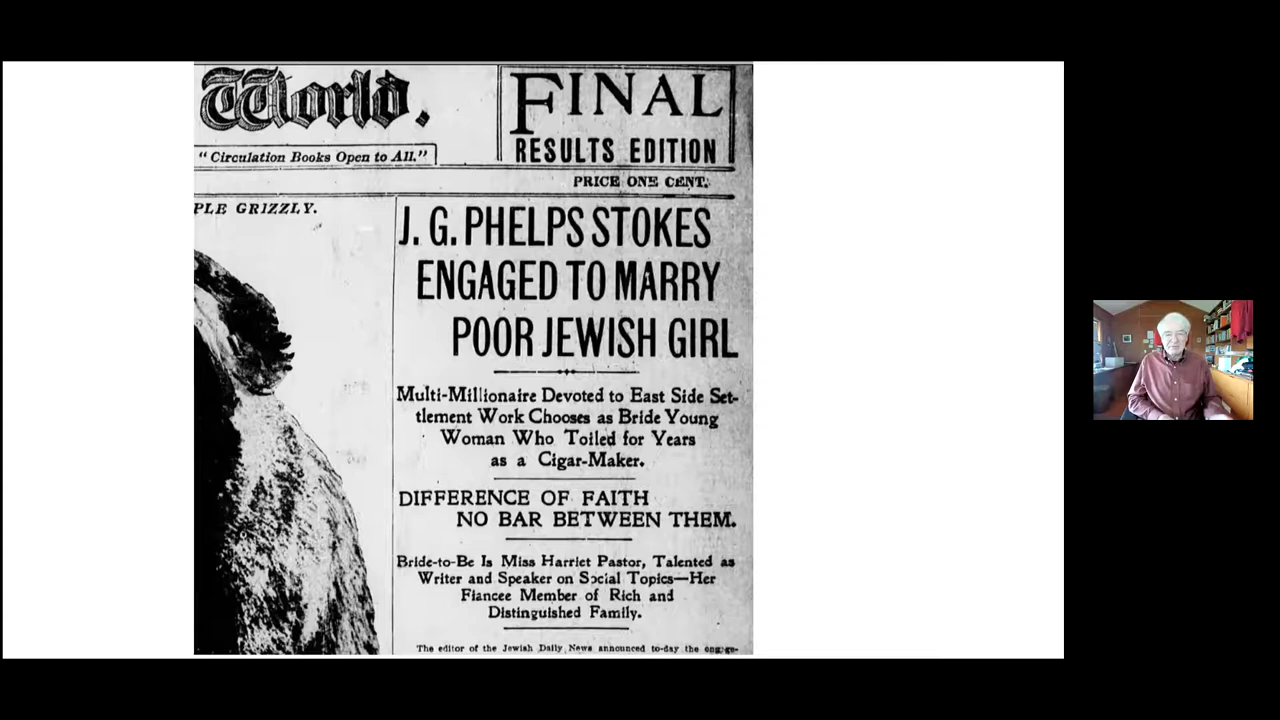 World.
FINAL
RESULTS EDITION
"Circulation Books Open to All."
PRICE ONE CENT.
PLE GRIZZLY.
J. G. PHELPS STOKES
ENGAGED TO MARRY
POOR JEWISH GIRL
Multi-Millionaire Devoted to East Side Set-
tlement Work Chooses as Bride Young
Woman Who Toiled for Years
as a Cigar-Maker.
DIFFERENCE OF FAITH
NO BAR BETWEEN THEM.
Bride-to-Be Is Miss Harriet Pastor, Talented as
Writer and Speaker on Social Topics—Her
Fiancee Member of Rich and
Distinguished Family.
The editor of the Jewish Daily News announced to-day the engage-